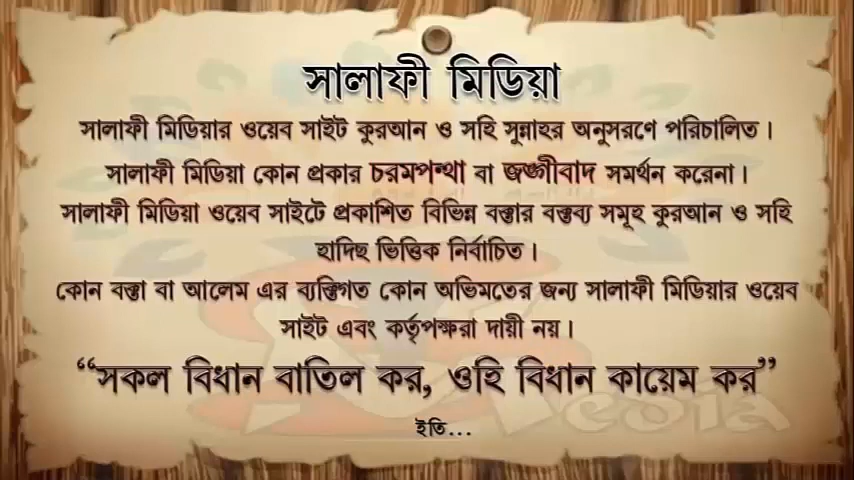 সালাফী মিডিয়া
সালাফী মিডিয়ার ওয়েব সাইট কুরআন ও সহি সুন্নাহর অনুসরণে পরিচালিত।
সালাফী মিডিয়া কোন প্রকার চরমপন্থা বা জঙ্গীবাদ সমর্থন করেনা।
সালাফী মিডিয়া ওয়েব সাইটে প্রকাশিত বিভিন্ন বক্তার বক্তব্য সমূহ কুরআন ও সহি
হাদিছ ভিত্তিক নির্বাচিত।
কোন বক্তা বা আলেম এর ব্যক্তিগত কোন অভিমতের জন্য সালাফী মিডিয়ার ওয়েব
সাইট এবং কর্তৃপক্ষরা দায়ী নয়।
“সকল বিধান বাতিল কর, ওহি বিধান কায়েম কর”
edia
ইতি...